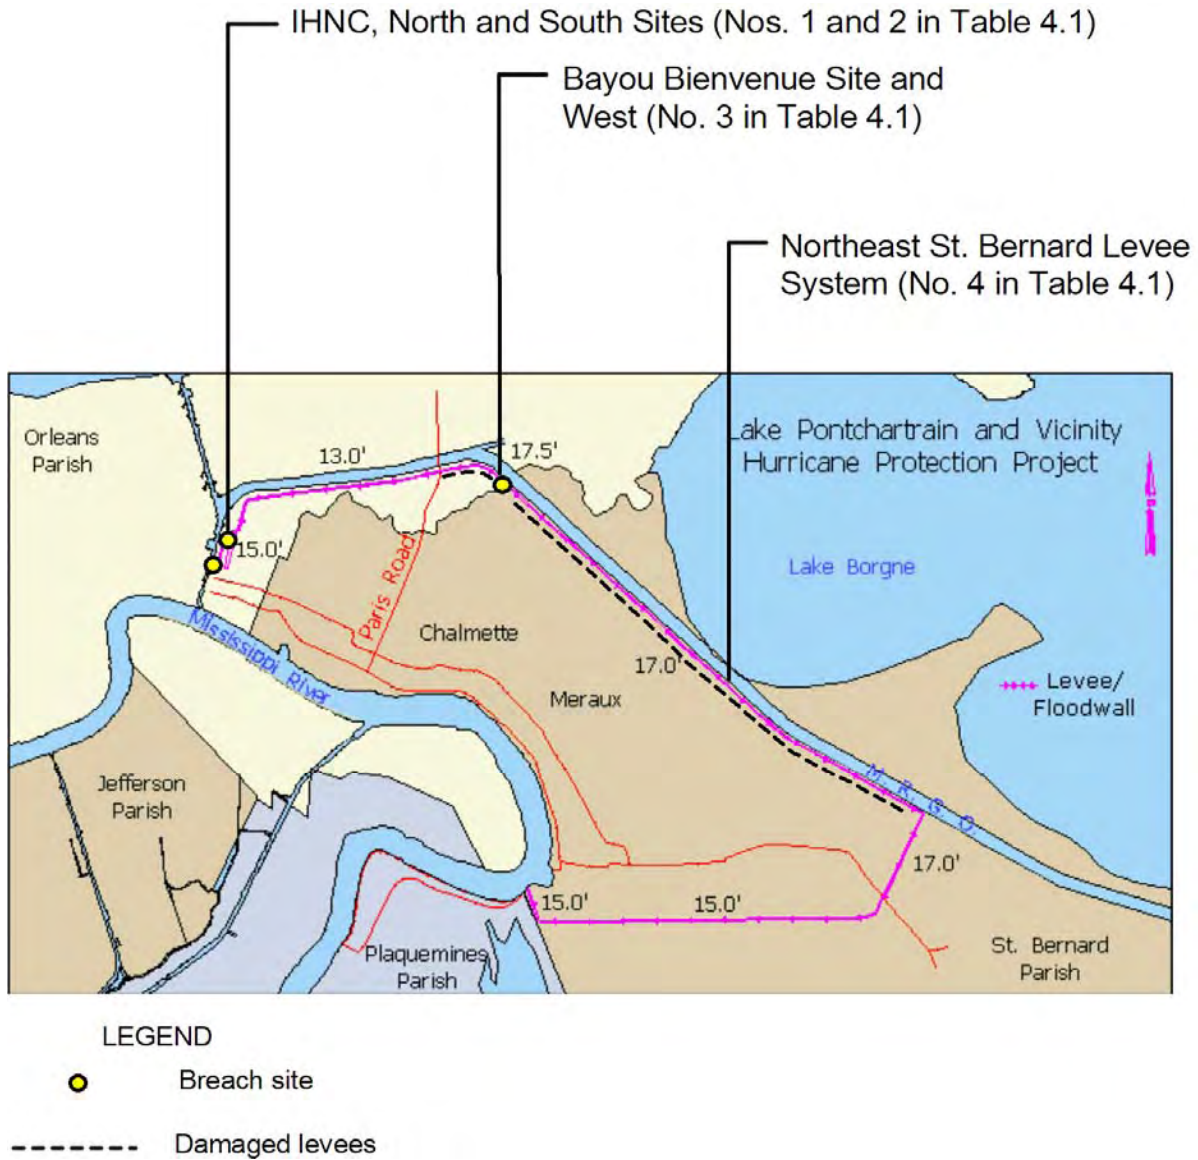 IHNC, North and South Sites (Nos. 1 and 2 in Table 4.1)
Bayou Bienvenue Site and
West (No. 3 in Table 4.1)
Northeast St. Bernard Levee
System (No. 4 in Table 4.1)
Lake Pontchartrain and Vicinity
Hurricane Protection Project
Orleans
Parish
13.0'
17.5'
15.0'
Paris Road
Lake Borgne
Mississippi River
Chalmette
17.0'
Meraux
Levee/
Floodwall
Jefferson
Parish
M. R. G. O.
17.0'
15.0'
15.0'
Plaquemines
Parish
St. Bernard
Parish
LEGEND
Breach site
Damaged levees